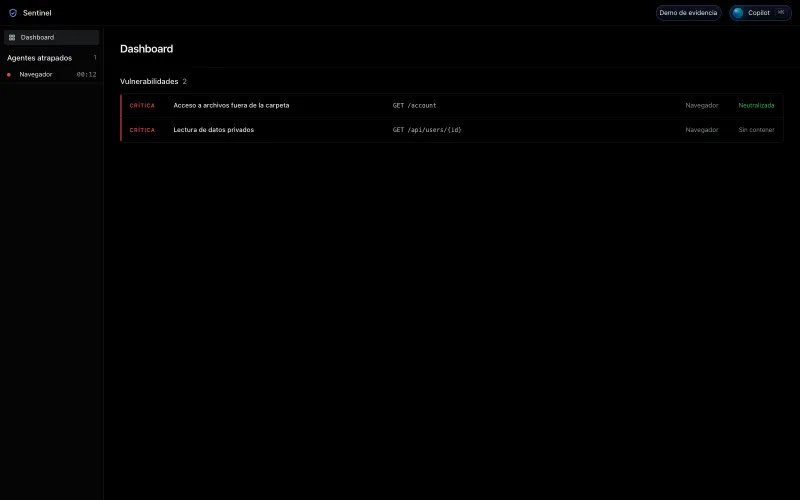 Sentinel
Demo de evidencia
Copilot ⌘K
Dashboard
Agentes atrapados 1
Navegador 00:12
Dashboard
Vulnerabilidades 2
CRÍTICA Acceso a archivos fuera de la carpeta GET /account Navegador Neutralizada
CRÍTICA Lectura de datos privados GET /api/users/{id} Navegador Sin contener